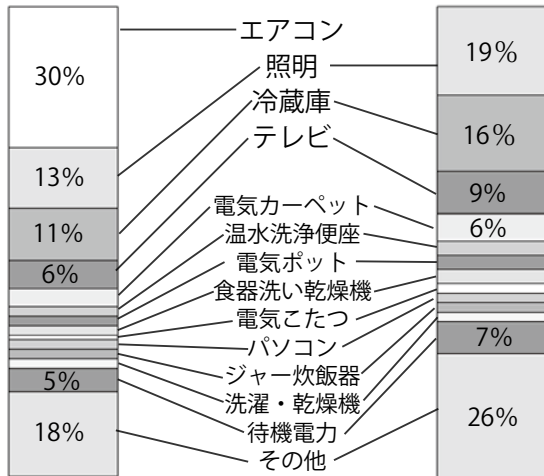 エアコン
30%
照明
19%
冷蔵庫
16%
テレビ
13%
9%
電気カーペット
11%
6%
温水洗浄便座
電気ポット
6%
食器洗い乾燥機
電気こたつ
パソコン
7%
ジャー炊飯器
5%
洗濯・乾燥機
待機電力
18%
26%
その他